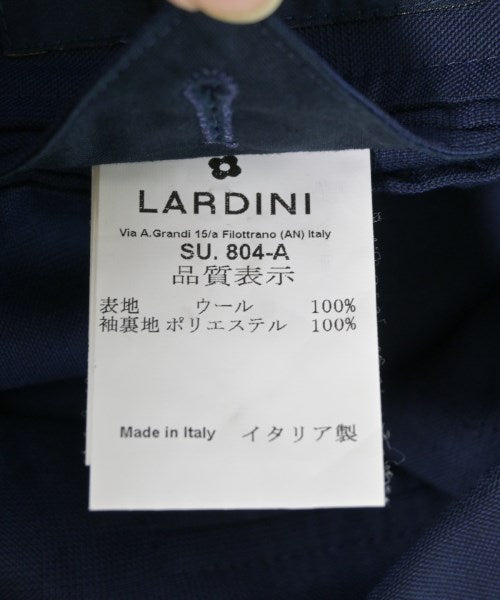 LARDINI
Via A.Grandi 15/a Filottrano (AN) Italy
SU. 804-A
品質表示
表地 ウール 100%
袖裏地 ポリエステル 100%
Made in Italy イタリア製